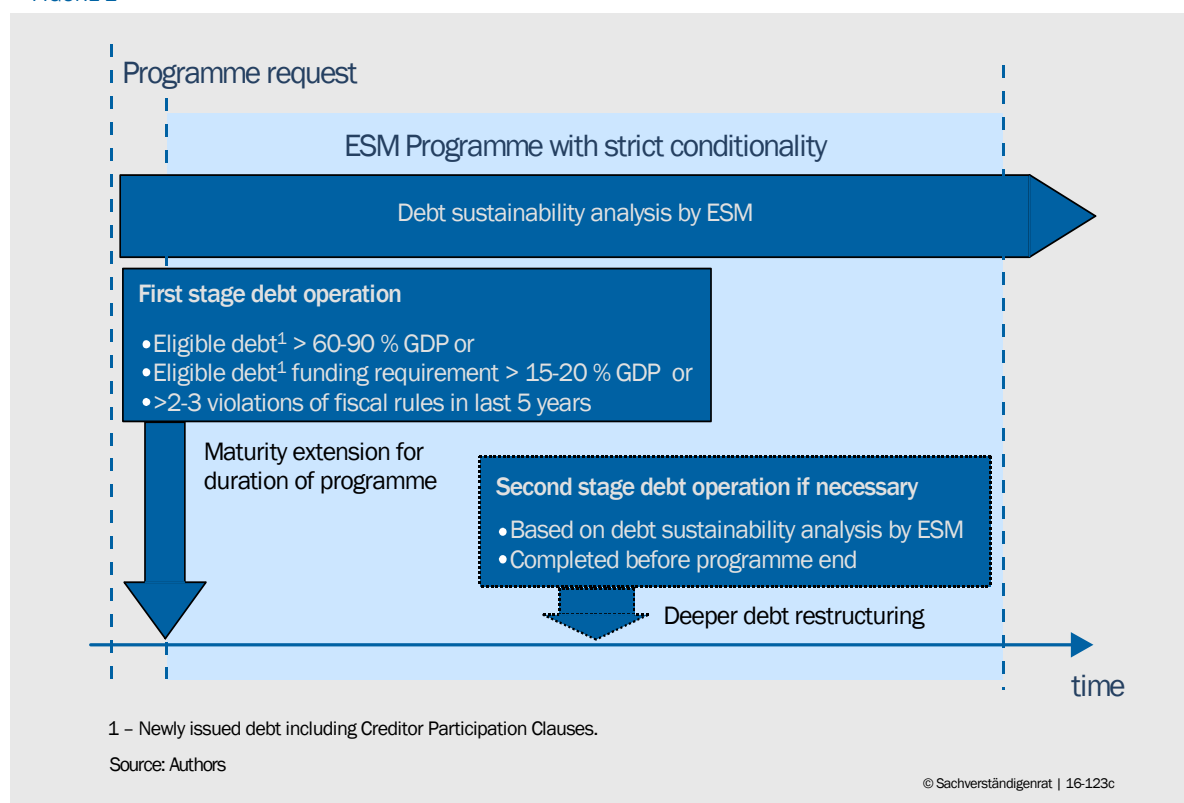 Programme request
ESM Programme with strict conditionality
Debt sustainability analysis by ESM
First stage debt operation
•Eligible debt¹ > 60-90 % GDP or
•Eligible debt¹ funding requirement > 15-20 % GDP or
•>2-3 violations of fiscal rules in last 5 years
Maturity extension for
duration of programme
Second stage debt operation if necessary
•Based on debt sustainability analysis by ESM
•Completed before programme end
Deeper debt restructuring
time
1 – Newly issued debt including Creditor Participation Clauses.
Source: Authors
© Sachverständigenrat | 16-123c